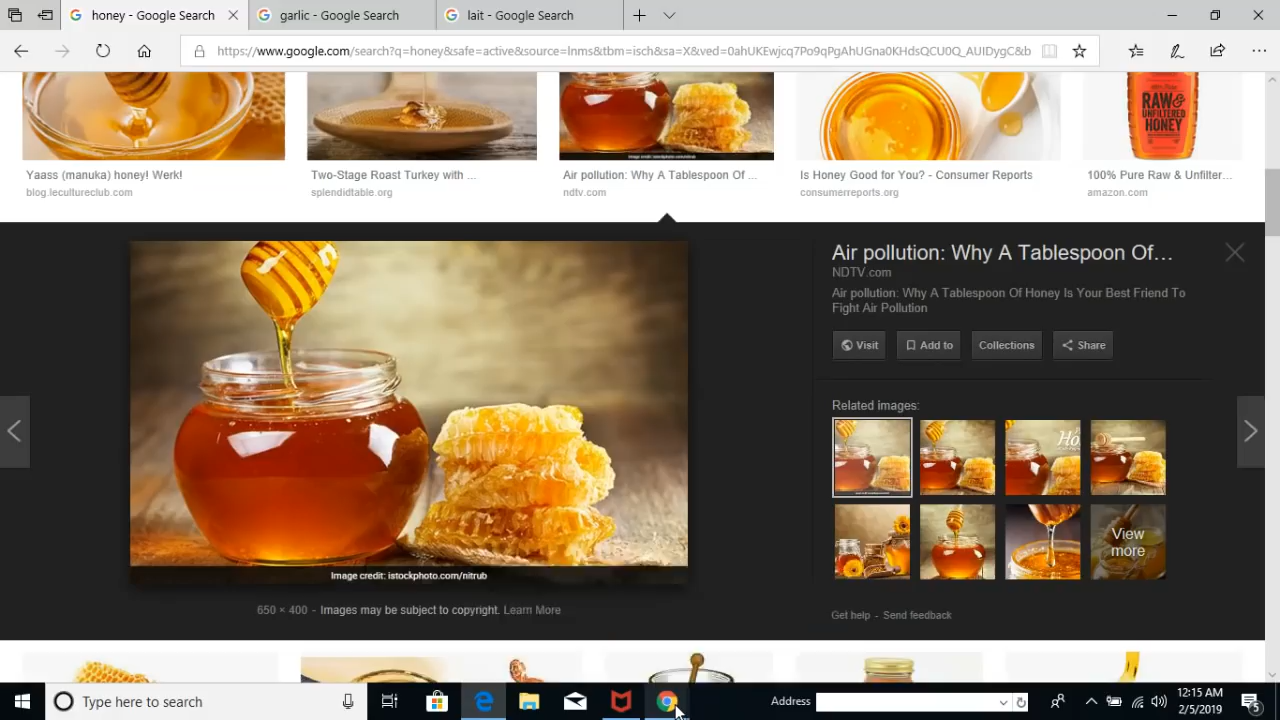 honey - Google Search
garlic - Google Search
lait - Google Search
https://www.google.com/search?q=honey&safe=active&source=lnms&tbm=isch&sa=X&ved=0ahUKEwjcq7Po9qPgAhUGna0KHdsQCU0Q_AUIDygC&b
RAW &
UNFILTERED
HONEY
Yaass (manuka) honey! Werk!
blog.lecultureclub.com
Two-Stage Roast Turkey with ...
splendidtable.org
Air pollution: Why A Tablespoon Of ...
ndtv.com
Is Honey Good for You? - Consumer Reports
consumerreports.org
100% Pure Raw & Unfilter...
amazon.com
Air pollution: Why A Tablespoon Of...
NDTV.com
Air pollution: Why A Tablespoon Of Honey Is Your Best Friend To
Fight Air Pollution
Visit
Add to
Collections
Share
Related images:
Ho
View
more
Image credit: istockphoto.com/nitrub
650 × 400 - Images may be subject to copyright. Learn More
Get help - Send feedback
Type here to search
Address
12:15 AM
2/5/2019
5